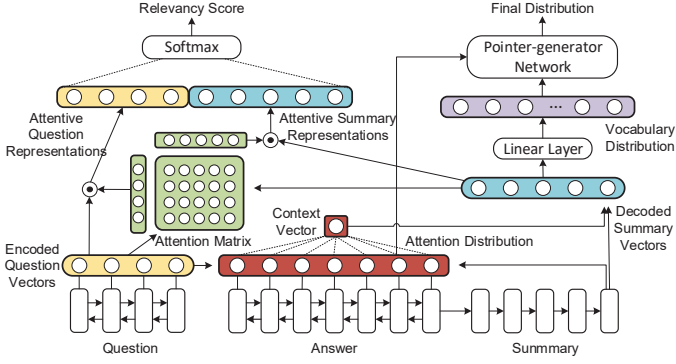 Relevancy Score
Final Distribution
Softmax
Pointer-generator
Network
Attentive
Question
Representations
Attentive Summary
Representations
...
Vocabulary
Distribution
Linear Layer
Context
Vector
Decoded
Summary
Vectors
Attention Matrix
Attention Distribution
Encoded
Question
Vectors
Question
Answer
Sunmmary